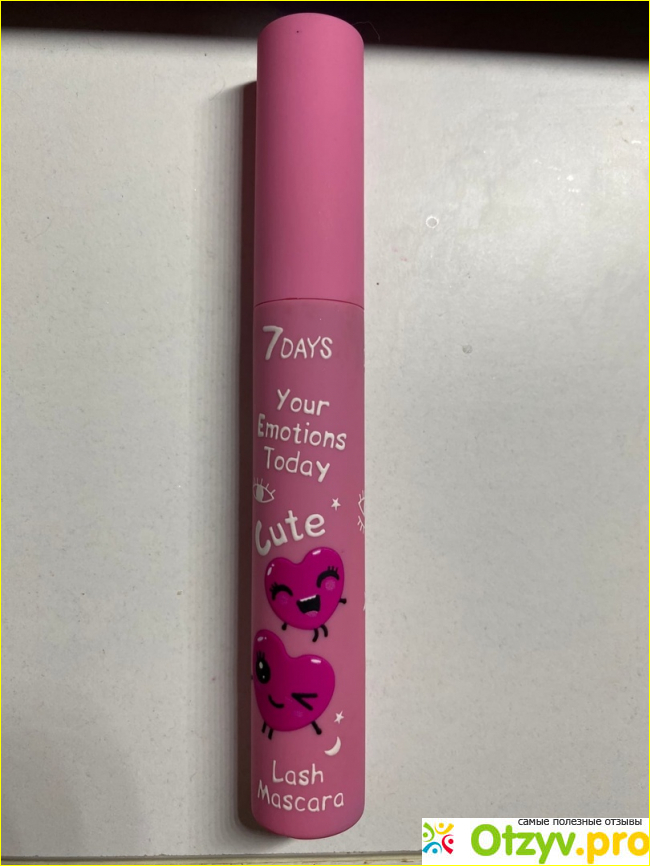 7DAYS
Your
Emotions
Today
Cute
Lash
Mascara
самые полезные отзывы
Otzyv.pro